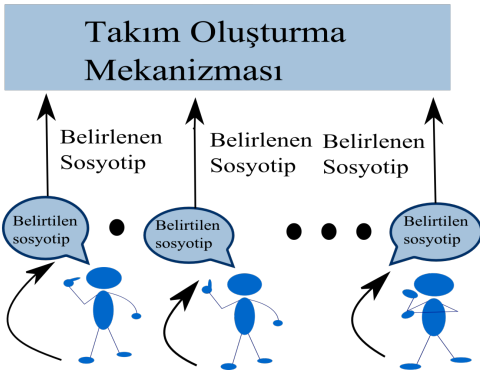 Takım Oluşturma
Mekanizması
Belirlenen
Sosyotip
Belirlenen
Sosyotip
Belirlenen
Sosyotip
Belirtilen
sosyotip
Belirtilen
sosyotip
Belirtilen
sosyotip